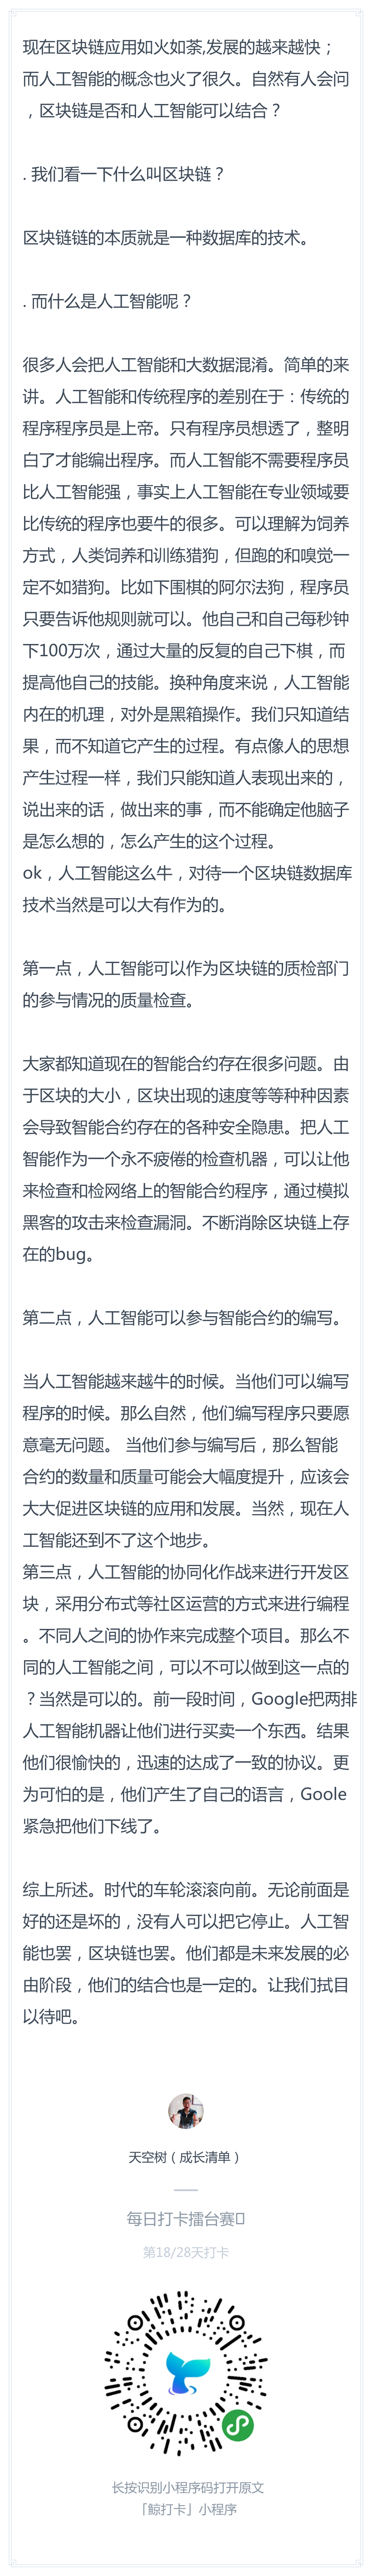 现在区块链应用如火如荼,发展的越来越快；
而人工智能的概念也火了很久。自然有人会问
，区块链是否和人工智能可以结合？
. 我们看一下什么叫区块链？
区块链链的本质就是一种数据库的技术。
. 而什么是人工智能呢？
很多人会把人工智能和大数据混淆。简单的来
讲。人工智能和传统程序的差别在于：传统的
程序程序员是上帝。只有程序员想透了，整明
白了才能编出程序。而人工智能不需要程序员
比人工智能强，事实上人工智能在专业领域要
比传统的程序也要牛的很多。可以理解为饲养
方式，人类饲养和训练猎狗，但跑的和嗅觉一
定不如猎狗。比如下围棋的阿尔法狗，程序员
只要告诉他规则就可以。他自己和自己每秒钟
下100万次，通过大量的反复的自己下棋，而
提高他自己的技能。换种角度来说，人工智能
内在的机理，对外是黑箱操作。我们只知道结
果，而不知道它产生的过程。有点像人的思想
产生过程一样，我们只能知道人表现出来的，
说出来的话，做出来的事，而不能确定他脑子
是怎么想的，怎么产生的这个过程。
ok，人工智能这么牛，对待一个区块链数据库
技术当然是可以大有作为的。
第一点，人工智能可以作为区块链的质检部门
的参与情况的质量检查。
大家都知道现在的智能合约存在很多问题。由
于区块的大小，区块出现的速度等等种种因素
会导致智能合约存在的各种安全隐患。把人工
智能作为一个永不疲倦的检查机器，可以让他
来检查和检网络上的智能合约程序，通过模拟
黑客的攻击来检查漏洞。不断消除区块链上存
在的bug。
第二点，人工智能可以参与智能合约的编写。
当人工智能越来越牛的时候。当他们可以编写
程序的时候。那么自然，他们编写程序只要愿
意毫无问题。 当他们参与编写后，那么智能
合约的数量和质量可能会大幅度提升，应该会
大大促进区块链的应用和发展。当然，现在人
工智能还到不了这个地步。
第三点，人工智能的协同化作战来进行开发区
块，采用分布式等社区运营的方式来进行编程
。不同人之间的协作来完成整个项目。那么不
同的人工智能之间，可以不可以做到这一点的
？当然是可以的。前一段时间，Google把两排
人工智能机器让他们进行买卖一个东西。结果
他们很愉快的，迅速的达成了一致的协议。更
为可怕的是，他们产生了自己的语言，Goole
紧急把他们下线了。
综上所述。时代的车轮滚滚向前。无论前面是
好的还是坏的，没有人可以把它停止。人工智
能也罢，区块链也罢。他们都是未来发展的必
由阶段，他们的结合也是一定的。让我们拭目
以待吧。
天空树（成长清单）
每日打卡擂台赛
第18/28天打卡
长按识别小程序码打开原文
「鲸打卡」小程序